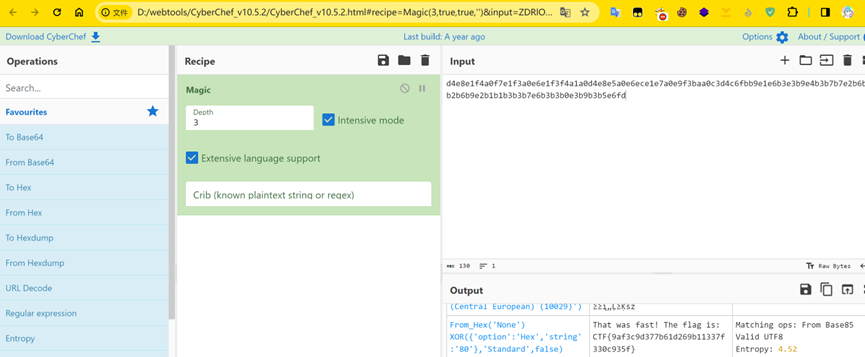 文件
D:/webtools/CyberChef_v10.5.2/CyberChef_v10.5.2.html#recipe=Magic(3,true,true,'')&input=ZDRlO...
Download CyberChef
Last build: A year ago
Options
About / Support
Operations
Recipe
Input
Search...
Favourites
To Base64
From Base64
To Hex
From Hex
To Hexdump
From Hexdump
URL Decode
Regular expression
Entropy
Magic
Depth
3
Intensive mode
Extensive language support
Crib (known plaintext string or regex)
d4e8e1f4a0f7e1f3a0e6e1f3f4a1a0d4e8e5a0e6ece1e7a0e9f3baa0c3d4c6fbb9e1e6b3e3b9e4b3b7b7e2b6b
b2b6b9e2b1b1b3b3b7e6b3b3b0e3b9b3b5e6fd
130
1
Raw Bytes
Output
(Central European) (10029)')
From_Hex('None')
XOR({'option':'Hex','string'
:'80'},'Standard',false)
That was fast! The flag is:
CTF{9af3c9d377b61d269b11337f
330c935f}
Matching ops: From Base85
Valid UTF8
Entropy: 4.52